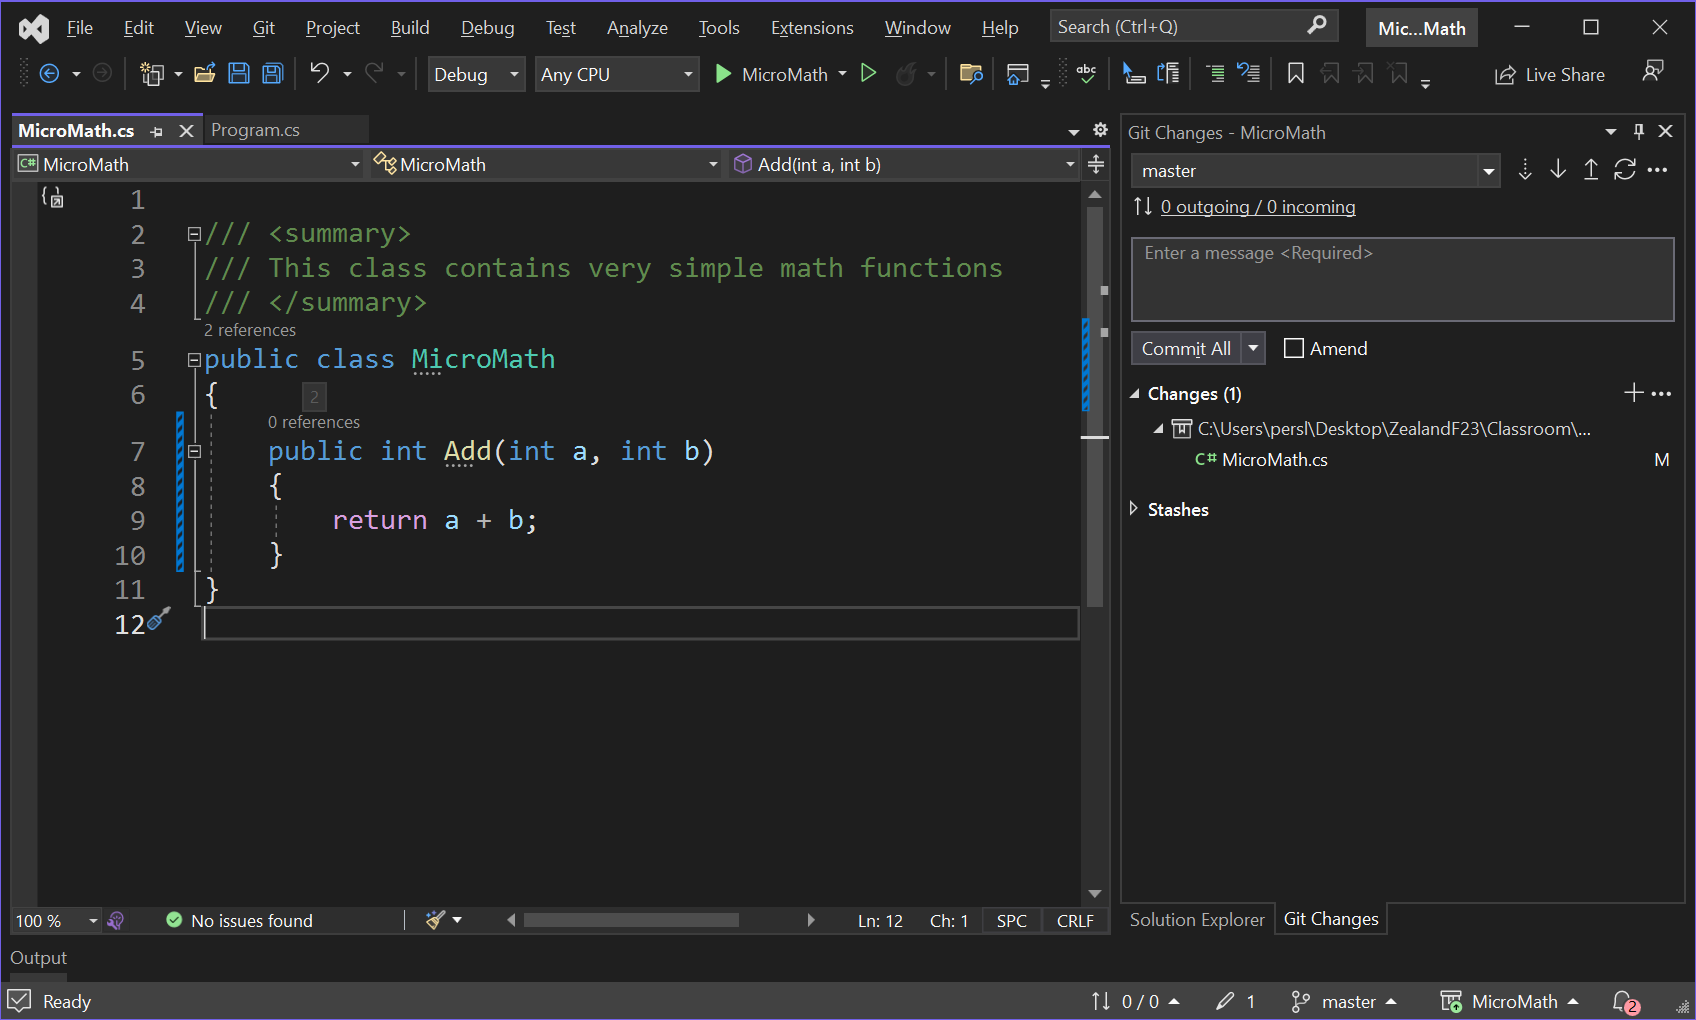 File Edit View Git Project Build Debug Test Analyze Tools Extensions Window Help Search (Ctrl+Q) Mic...Math
Debug Any CPU MicroMath abc Live Share
MicroMath.cs Program.cs
C# MicroMath MicroMath Add(int a, int b)
1
2 /// <summary>
3 /// This class contains very simple math functions
4 /// </summary>
2 references
5 public class MicroMath
6 { 2
0 references
7 public int Add(int a, int b)
8 {
9 return a + b;
10 }
11 }
12
100 % No issues found Ln: 12 Ch: 1 SPC CRLF
Git Changes - MicroMath
master
0 outgoing / 0 incoming
Enter a message <Required>
Commit All Amend
Changes (1)
C:\Users\persl\Desktop\ZealandF23\Classroom\...
C# MicroMath.cs M
Stashes
Solution Explorer Git Changes
Output
Ready 0 / 0 1 master MicroMath 2